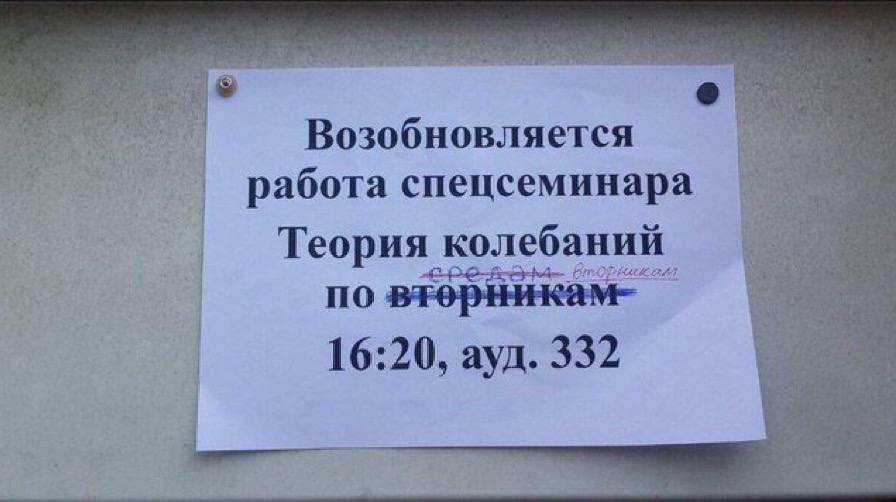 Возобновляется
работа спецсеминара
Теория колебаний
средам вторникам
по вторникам
16:20, ауд. 332